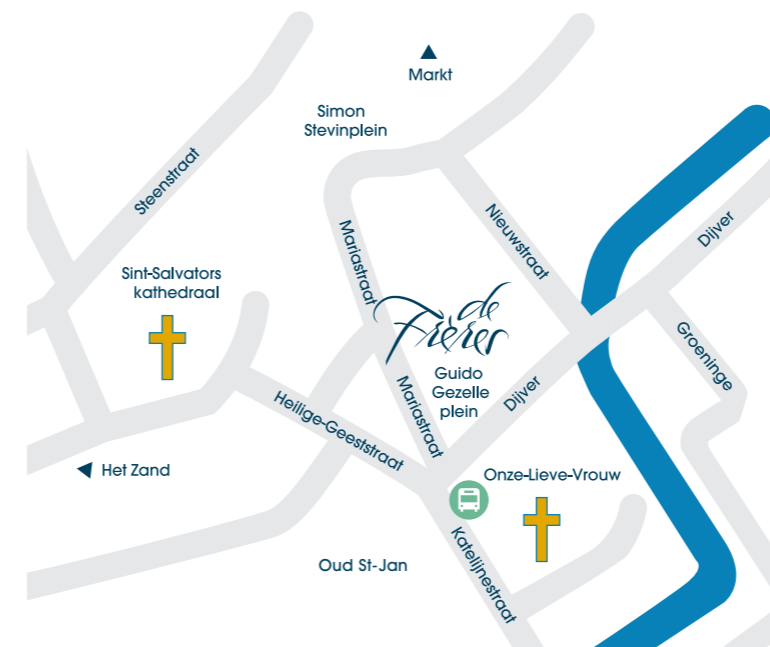 Markt
Simon
Stevinplein
Steenstraat
Mariastraat
Nieuwstraat
Dijver
Sint-Salvators
kathedraal
de
Frères
Groeninge
Guido
Gezelle
plein
Mariastraat
Dijver
Heilige-Geeststraat
Het Zand
Onze-Lieve-Vrouw
Katelijnestraat
Oud St-Jan